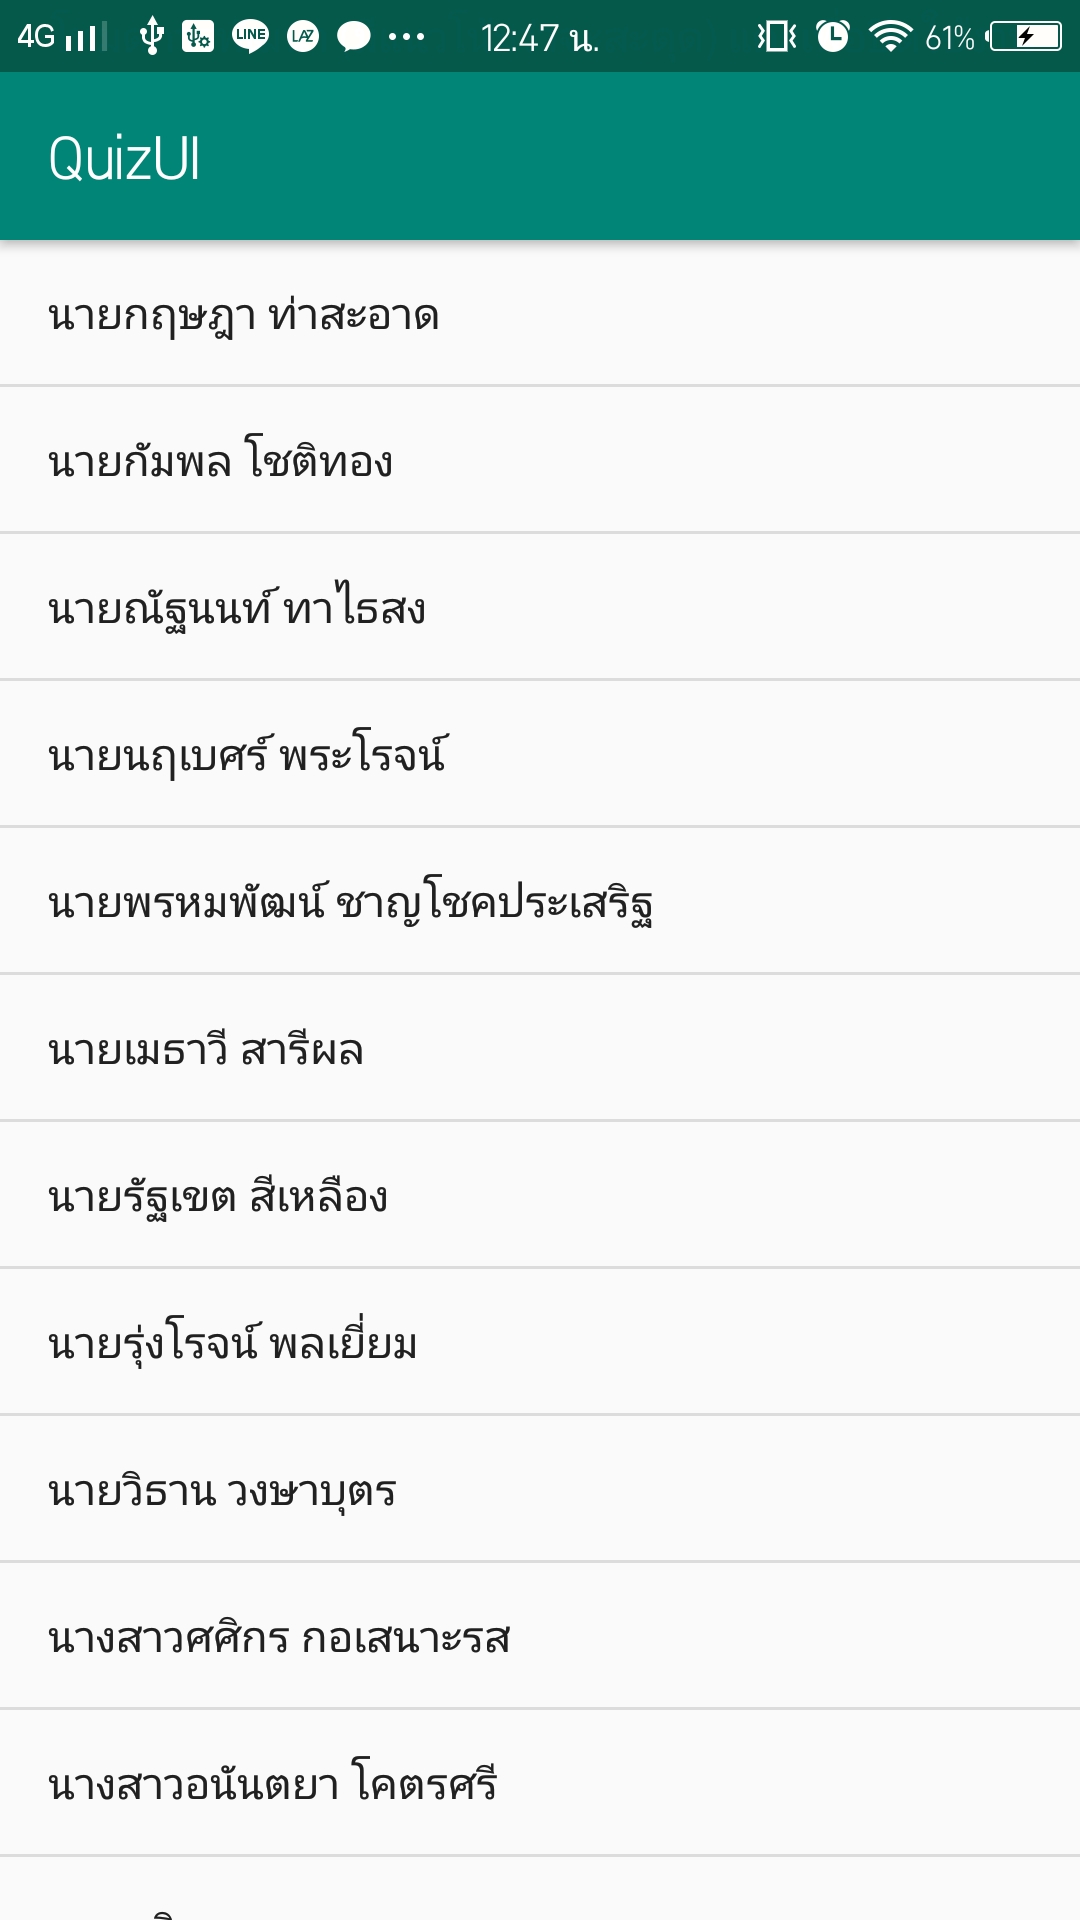 4G LINE LAZ 12:47 น. 61%
QuizUI
นายกฤษฎา ท่าสะอาด
นายกัมพล โชติทอง
นายณัฐนนท์ ทาไธสง
นายนฤเบศร์ พระโรจน์
นายพรหมพัฒน์ ชาญโชคประเสริฐ
นายเมธาวี สารีผล
นายรัฐเขต สีเหลือง
นายรุ่งโรจน์ พลเยี่ยม
นายวิธาน วงษาบุตร
นางสาวศศิกร กอเสนาะรส
นางสาวอนันตยา โคตรศรี